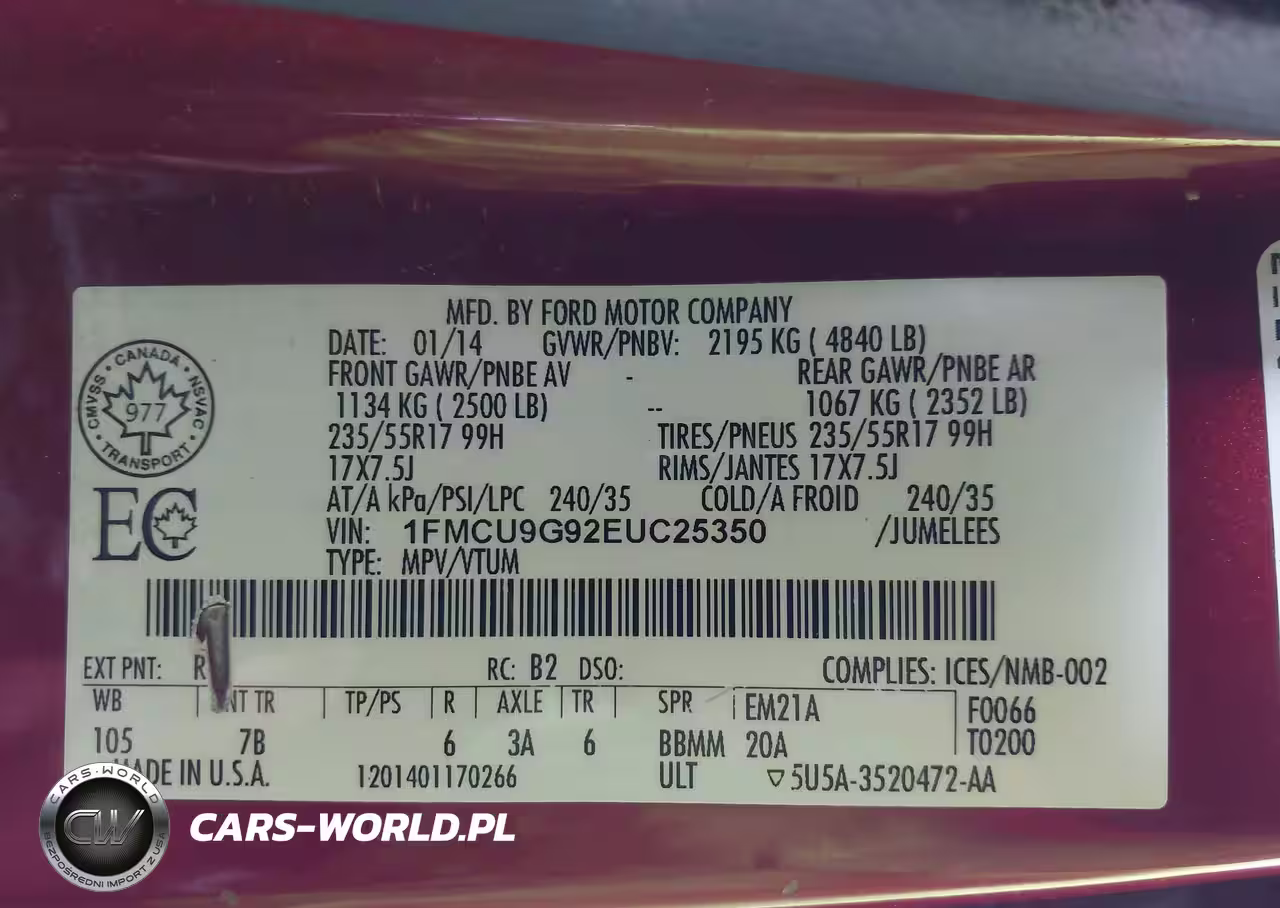 MFD. BY FORD MOTOR COMPANY
DATE: 01/14 GVWR/PNBV: 2195 KG ( 4840 LB)
FRONT GAWR/PNBE AV - REAR GAWR/PNBE AR
1134 KG ( 2500 LB) -- 1067 KG ( 2352 LB)
235/55R17 99H TIRES/PNEUS 235/55R17 99H
17X7.5J RIMS/JANTES 17X7.5J
AT/A kPa/PSI/LPC 240/35 COLD/A FROID 240/35
VIN: 1FMCU9G92EUC25350 /JUMELEES
TYPE: MPV/VTUM
CANADA
CMVSS 977 NSVAC
TRANSPORT
EC
EXT PNT: RC: B2 DSO: COMPLIES: ICES/NMB-002
WB TR TP/PS R AXLE TR SPR EM21A F0066
105 7B 6 3A 6 BBMM 20A T0200
MADE IN U.S.A. 1201401170266 ULT ▽5U5A-3520472-AA
CARS-WORLD
CW
BEZPOŚREDNI IMPORT Z USA
CARS-WORLD.PL